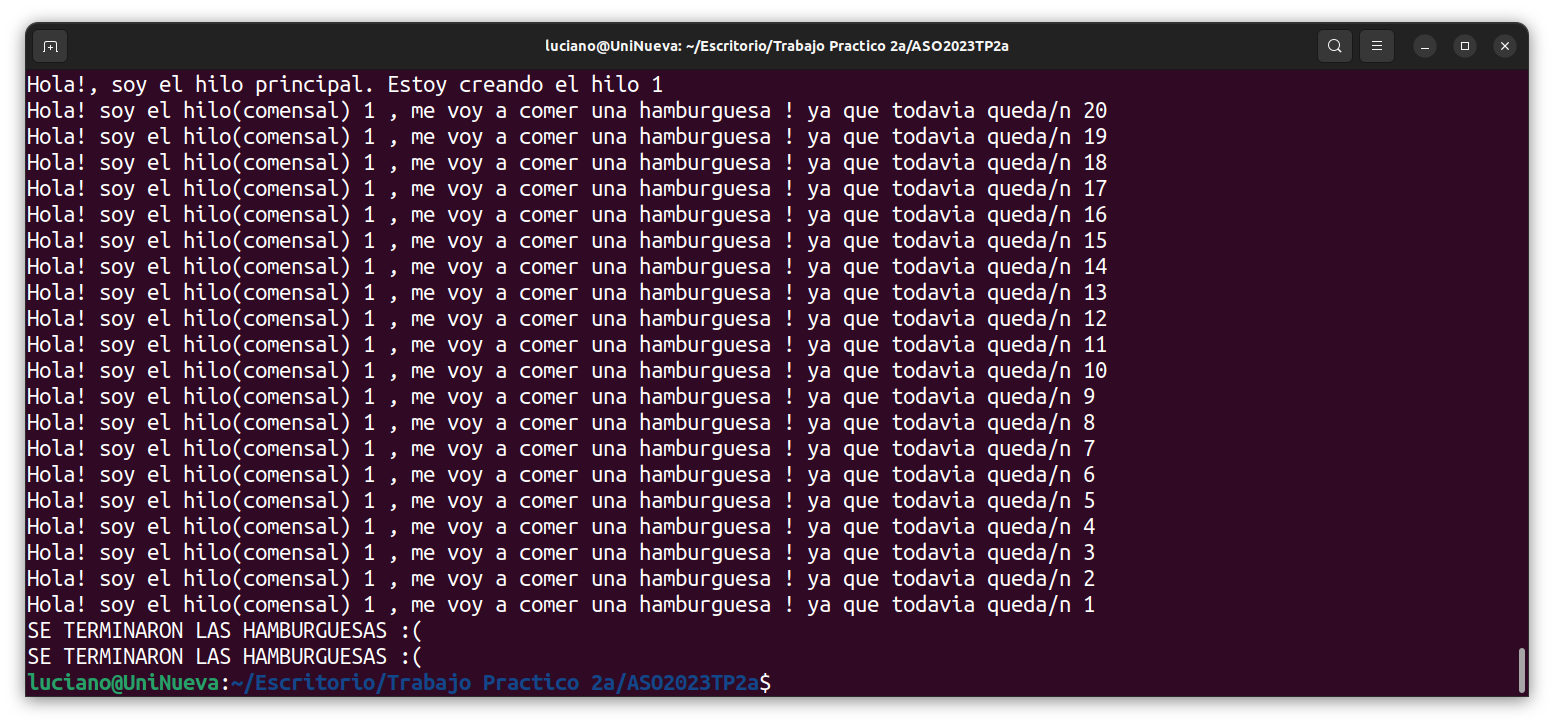 luciano@UniNueva: ~/Escritorio/Trabajo Practico 2a/ASO2023TP2a
Hola!, soy el hilo principal. Estoy creando el hilo 1
Hola! soy el hilo(comensal) 1 , me voy a comer una hamburguesa ! ya que todavia queda/n 20
Hola! soy el hilo(comensal) 1 , me voy a comer una hamburguesa ! ya que todavia queda/n 19
Hola! soy el hilo(comensal) 1 , me voy a comer una hamburguesa ! ya que todavia queda/n 18
Hola! soy el hilo(comensal) 1 , me voy a comer una hamburguesa ! ya que todavia queda/n 17
Hola! soy el hilo(comensal) 1 , me voy a comer una hamburguesa ! ya que todavia queda/n 16
Hola! soy el hilo(comensal) 1 , me voy a comer una hamburguesa ! ya que todavia queda/n 15
Hola! soy el hilo(comensal) 1 , me voy a comer una hamburguesa ! ya que todavia queda/n 14
Hola! soy el hilo(comensal) 1 , me voy a comer una hamburguesa ! ya que todavia queda/n 13
Hola! soy el hilo(comensal) 1 , me voy a comer una hamburguesa ! ya que todavia queda/n 12
Hola! soy el hilo(comensal) 1 , me voy a comer una hamburguesa ! ya que todavia queda/n 11
Hola! soy el hilo(comensal) 1 , me voy a comer una hamburguesa ! ya que todavia queda/n 10
Hola! soy el hilo(comensal) 1 , me voy a comer una hamburguesa ! ya que todavia queda/n 9
Hola! soy el hilo(comensal) 1 , me voy a comer una hamburguesa ! ya que todavia queda/n 8
Hola! soy el hilo(comensal) 1 , me voy a comer una hamburguesa ! ya que todavia queda/n 7
Hola! soy el hilo(comensal) 1 , me voy a comer una hamburguesa ! ya que todavia queda/n 6
Hola! soy el hilo(comensal) 1 , me voy a comer una hamburguesa ! ya que todavia queda/n 5
Hola! soy el hilo(comensal) 1 , me voy a comer una hamburguesa ! ya que todavia queda/n 4
Hola! soy el hilo(comensal) 1 , me voy a comer una hamburguesa ! ya que todavia queda/n 3
Hola! soy el hilo(comensal) 1 , me voy a comer una hamburguesa ! ya que todavia queda/n 2
Hola! soy el hilo(comensal) 1 , me voy a comer una hamburguesa ! ya que todavia queda/n 1
SE TERMINARON LAS HAMBURGUESAS :(
SE TERMINARON LAS HAMBURGUESAS :(
luciano@UniNueva:~/Escritorio/Trabajo Practico 2a/ASO2023TP2a$